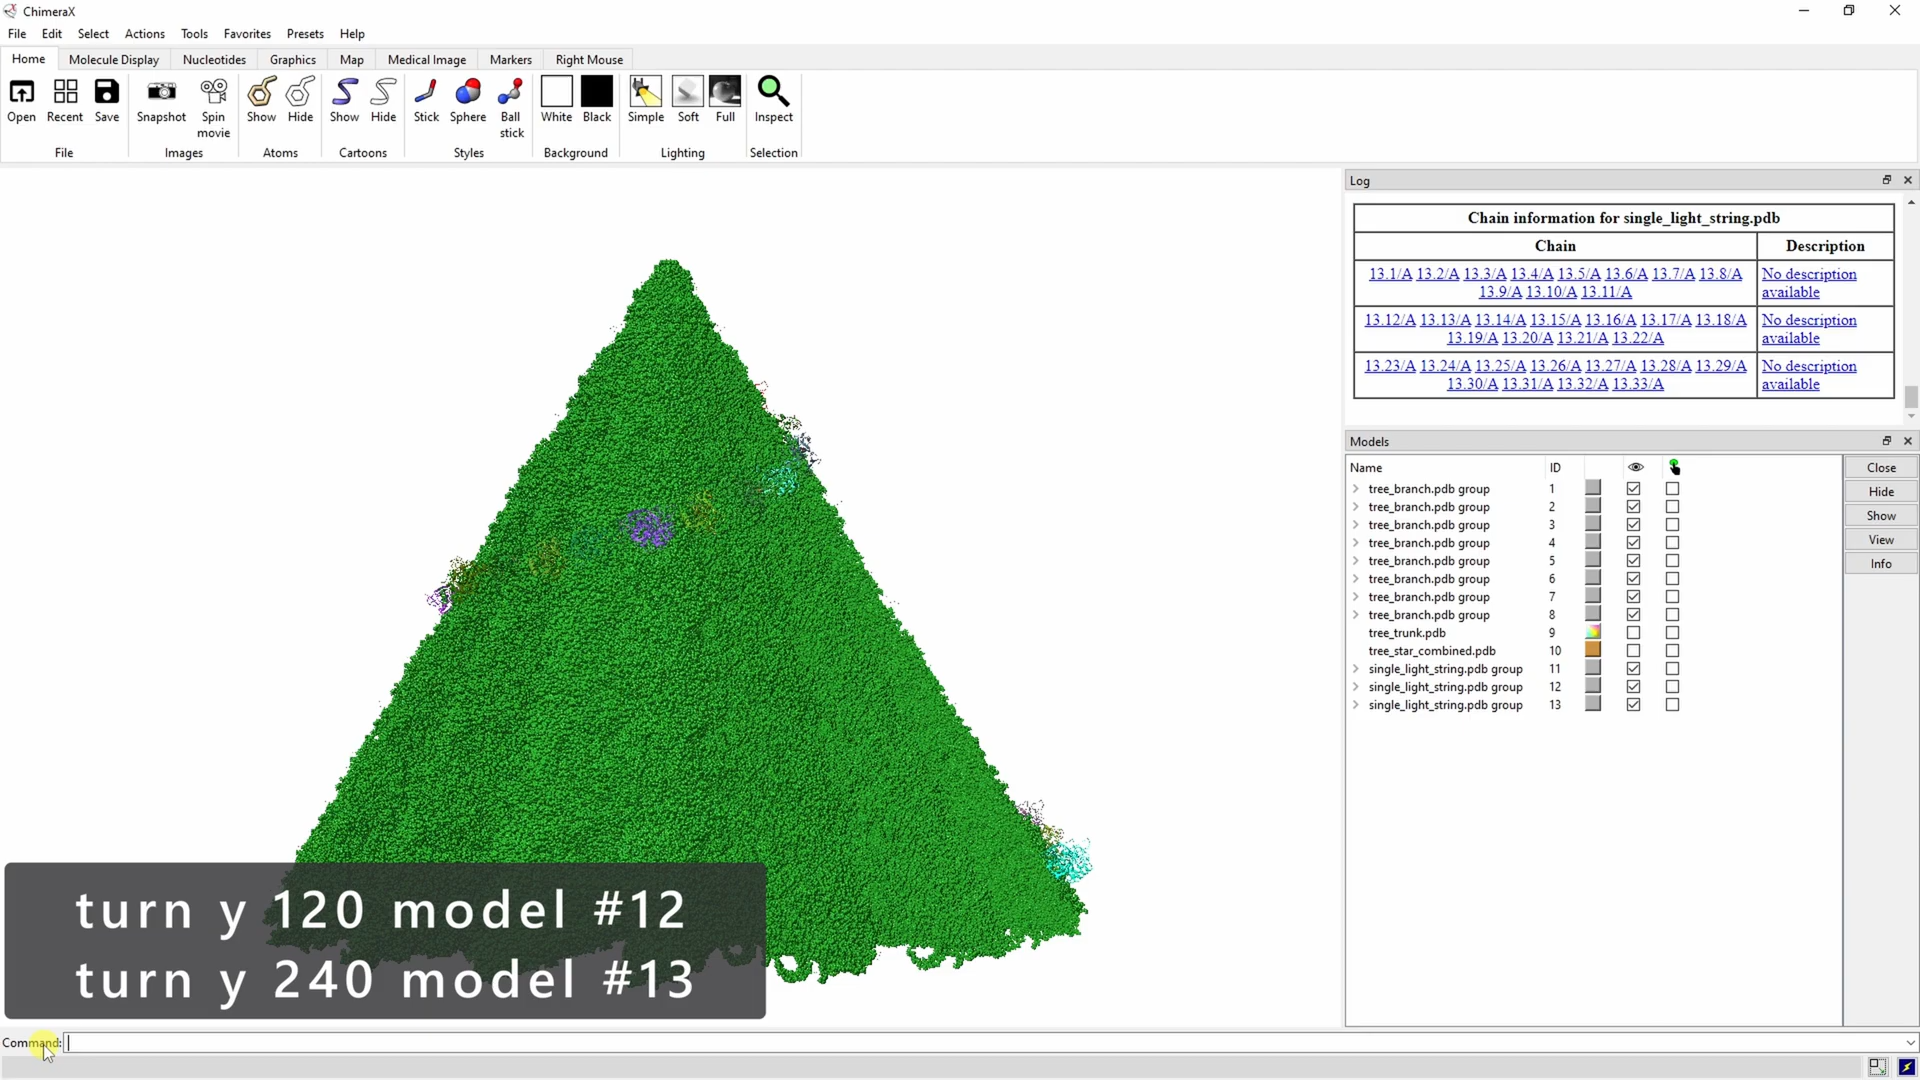 ChimeraX
File Edit Select Actions Tools Favorites Presets Help
Home Molecule Display Nucleotides Graphics Map Medical Image Markers Right Mouse
Open Recent Save Snapshot Spin movie Show Hide Show Hide Stick Sphere Ball stick White Black Simple Soft Full Inspect
File Images Atoms Cartoons Styles Background Lighting Selection
Log
Chain information for single_light_string.pdb
Chain Description
13.1/A 13.2/A 13.3/A 13.4/A 13.5/A 13.6/A 13.7/A 13.8/A No description
13.9/A 13.10/A 13.11/A available
13.12/A 13.13/A 13.14/A 13.15/A 13.16/A 13.17/A 13.18/A No description
13.19/A 13.20/A 13.21/A 13.22/A available
13.23/A 13.24/A 13.25/A 13.26/A 13.27/A 13.28/A 13.29/A No description
13.30/A 13.31/A 13.32/A 13.33/A available
Models
Name ID Close
tree_branch.pdb group 1 Hide
tree_branch.pdb group 2
tree_branch.pdb group 3 Show
tree_branch.pdb group 4 View
tree_branch.pdb group 5 Info
tree_branch.pdb group 6
tree_branch.pdb group 7
tree_branch.pdb group 8
tree_trunk.pdb 9
tree_star_combined.pdb 10
single_light_string.pdb group 11
single_light_string.pdb group 12
single_light_string.pdb group 13
turn y 120 model #12
turn y 240 model #13
Command: